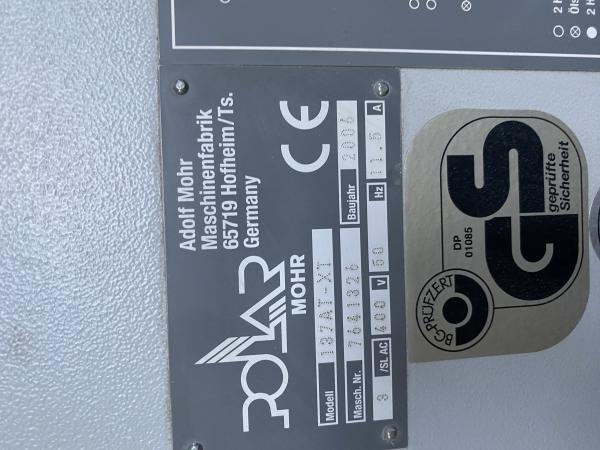 Adolf Mohr
Maschinenfabrik
65719 Hofheim/Ts.
Germany
POLAR
MOHR
CE
Modell 137AT-XT
Masch. Nr. 7641326 Baujahr 2006
3 /SL AC 400 V 50 Hz 11.5 A
BG-PRÜFZERT
DP
01085
GS
geprüfte
Sicherheit